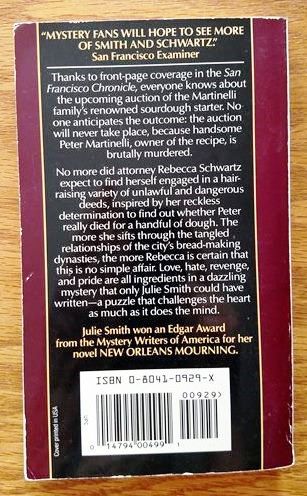 "MYSTERY FANS WILL HOPE TO SEE MORE
OF SMITH AND SCHWARTZ."
San Francisco Examiner
Thanks to front-page coverage in the San
Francisco Chronicle, everyone knows about
the upcoming auction of the Martinelli
family's renowned sourdough starter. No
one anticipates the outcome: the auction
will never take place, because handsome
Peter Martinelli, owner of the recipe, is
brutally murdered.
No more did attorney Rebecca Schwartz
expect to find herself engaged in a hair-
raising variety of unlawful and dangerous
deeds, inspired by her reckless
determination to find out whether Peter
really died for a handful of dough. The
more she sifts through the tangled
relationships of the city's bread-making
dynasties, the more Rebecca is certain that
this is no simple affair. Love, hate, revenge,
and pride are all ingredients in a dazzling
mystery that only Julie Smith could have
written—a puzzle that challenges the heart
as much as it does the mind.
Julie Smith won an Edgar Award
from the Mystery Writers of America for her
novel NEW ORLEANS MOURNING.
ISBN 0-8041-0929-X
00929
0 14794 00499 1
Cover printed in USA